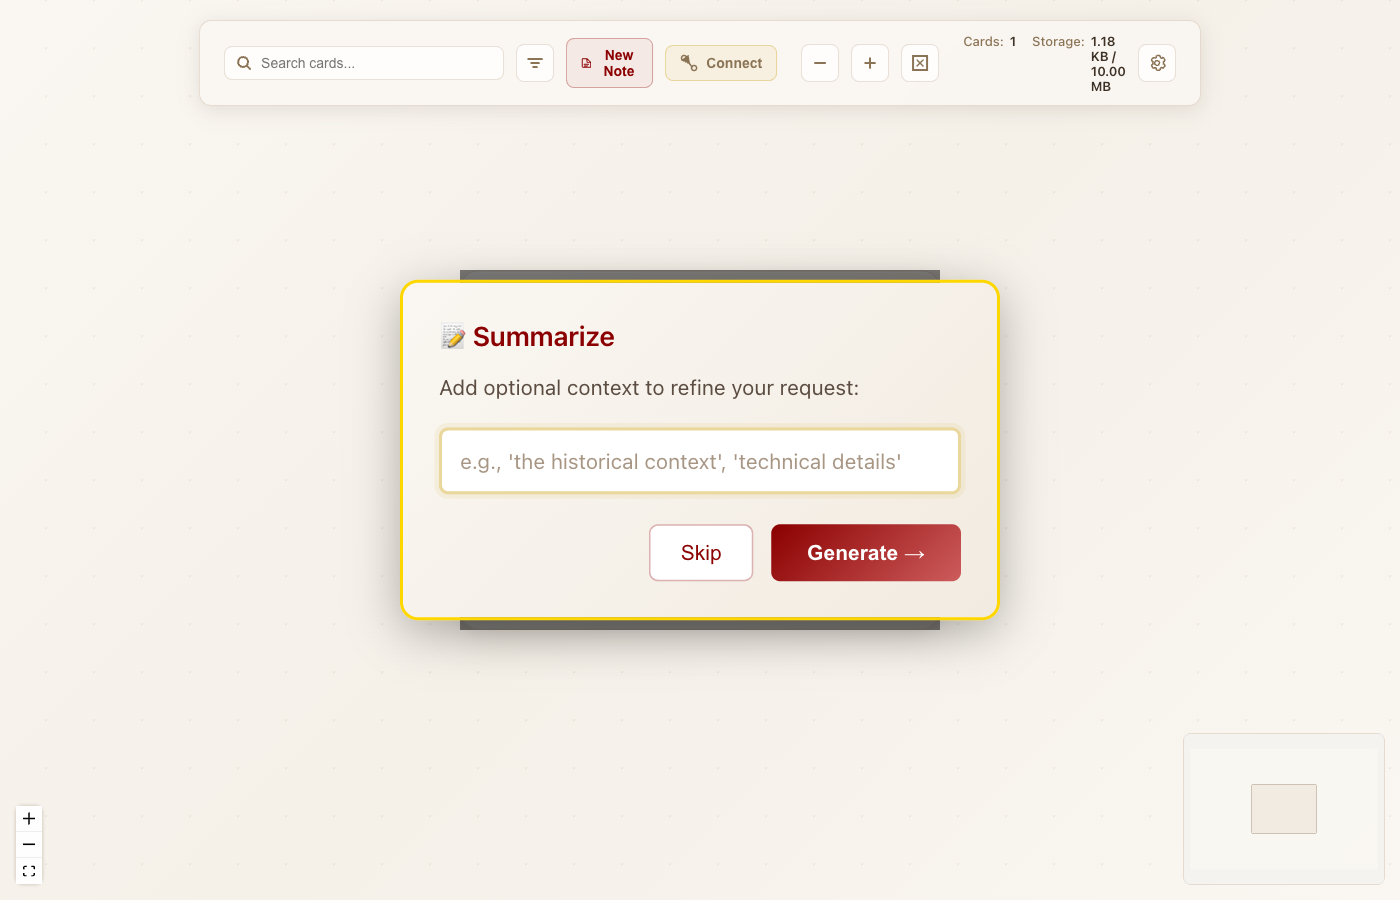 Search cards...
New
Note
Connect
Cards: 1
Storage: 1.18
KB /
10.00
MB
Summarize
Add optional context to refine your request:
e.g., 'the historical context', 'technical details'
Skip
Generate →